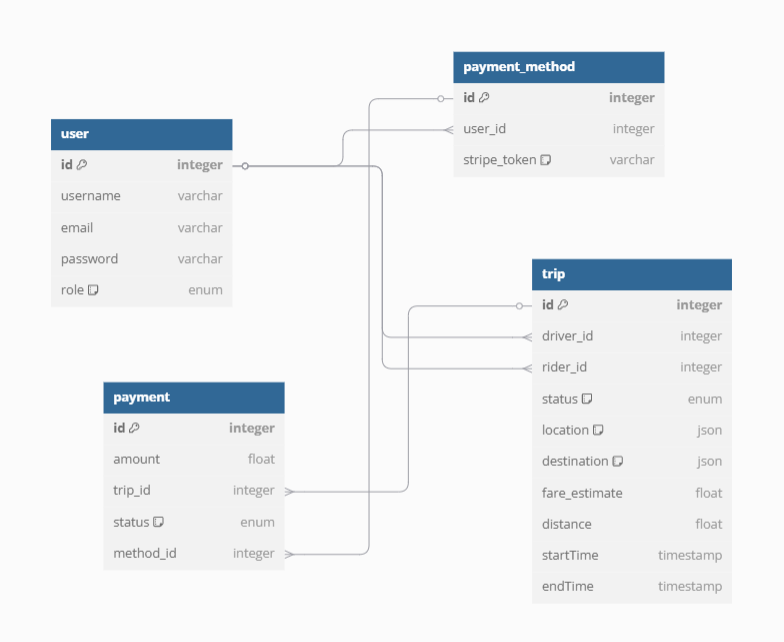 user
id integer
username varchar
email varchar
password varchar
role enum
payment_method
id integer
user_id integer
stripe_token varchar
trip
id integer
driver_id integer
rider_id integer
status enum
location json
destination json
fare_estimate float
distance float
startTime timestamp
endTime timestamp
payment
id integer
amount float
trip_id integer
status enum
method_id integer